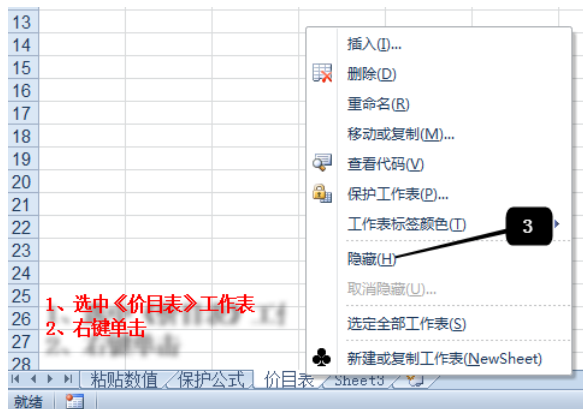 13
14
15
16
17
18
19
20
21
22
23
24
25
26
27
28
插入(I)...
删除(D)
重命名(R)
移动或复制(M)...
查看代码(V)
保护工作表(P)...
工作表标签颜色(T)
3
隐藏(H)
取消隐藏(U)...
选定全部工作表(S)
新建或复制工作表(NewSheet)
1、选中《价目表》工作表
2、右键单击
粘贴数值
保护公式
价目表
Sheet3
就绪